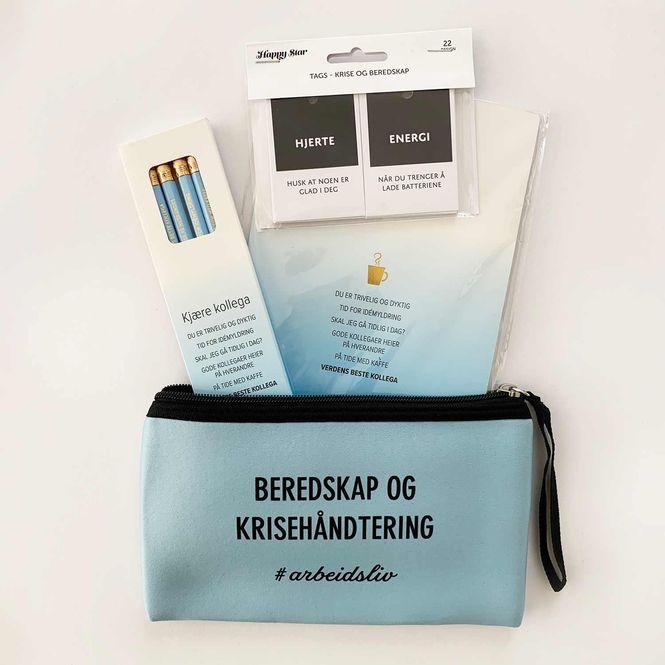 Happy Star
22
TAGS - KRISE OG BEREDSKAP
HJERTE
HUSK AT NOEN ER
GLAD I DEG
ENERGI
NÅR DU TRENGER Å
LADE BATTERIENE
Kjære kollega
DU ER TRIVELIG OG DYKTIG
TID FOR IDÉMYLDRING
SKAL JEG GÅ TIDLIG I DAG?
GODE KOLLEGAER HEIER
PÅ HVERANDRE
PÅ TIDE MED KAFFE
VERDENS BESTE KOLLEGA
DU ER TRIVELIG OG DYKTIG
TID FOR IDÉMYLDRING
SKAL JEG GÅ TIDLIG I DAG?
GODE KOLLEGAER HEIER
PÅ HVERANDRE
PÅ TIDE MED KAFFE
VERDENS BESTE KOLLEGA
BEREDSKAP OG
KRISEHÅNDTERING
#arbeidsliv